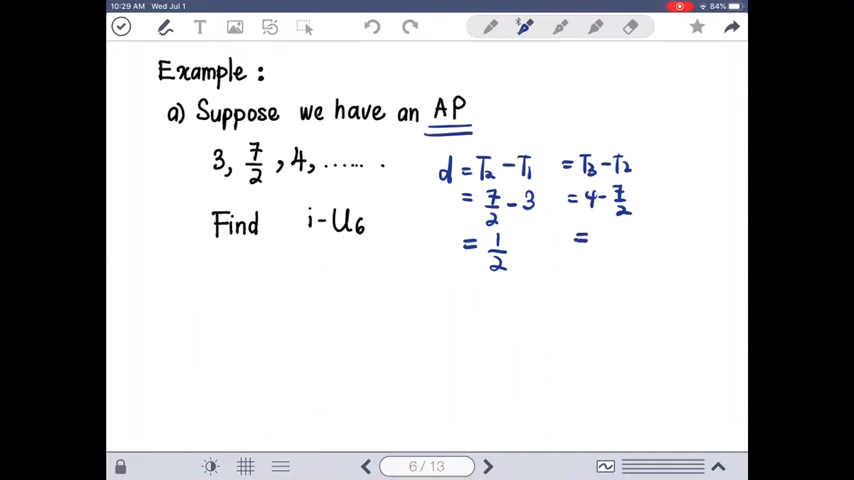 10:29 AM Wed Jul 1 84%
T
Example :
a) Suppose we have an AP
3, 7/2 , 4, ...... .
d = T₂ - T₁ = T₃ - T₂
= 7/2 - 3 = 4 - 7/2
= 1/2 =
Find i - U₆
6 / 13